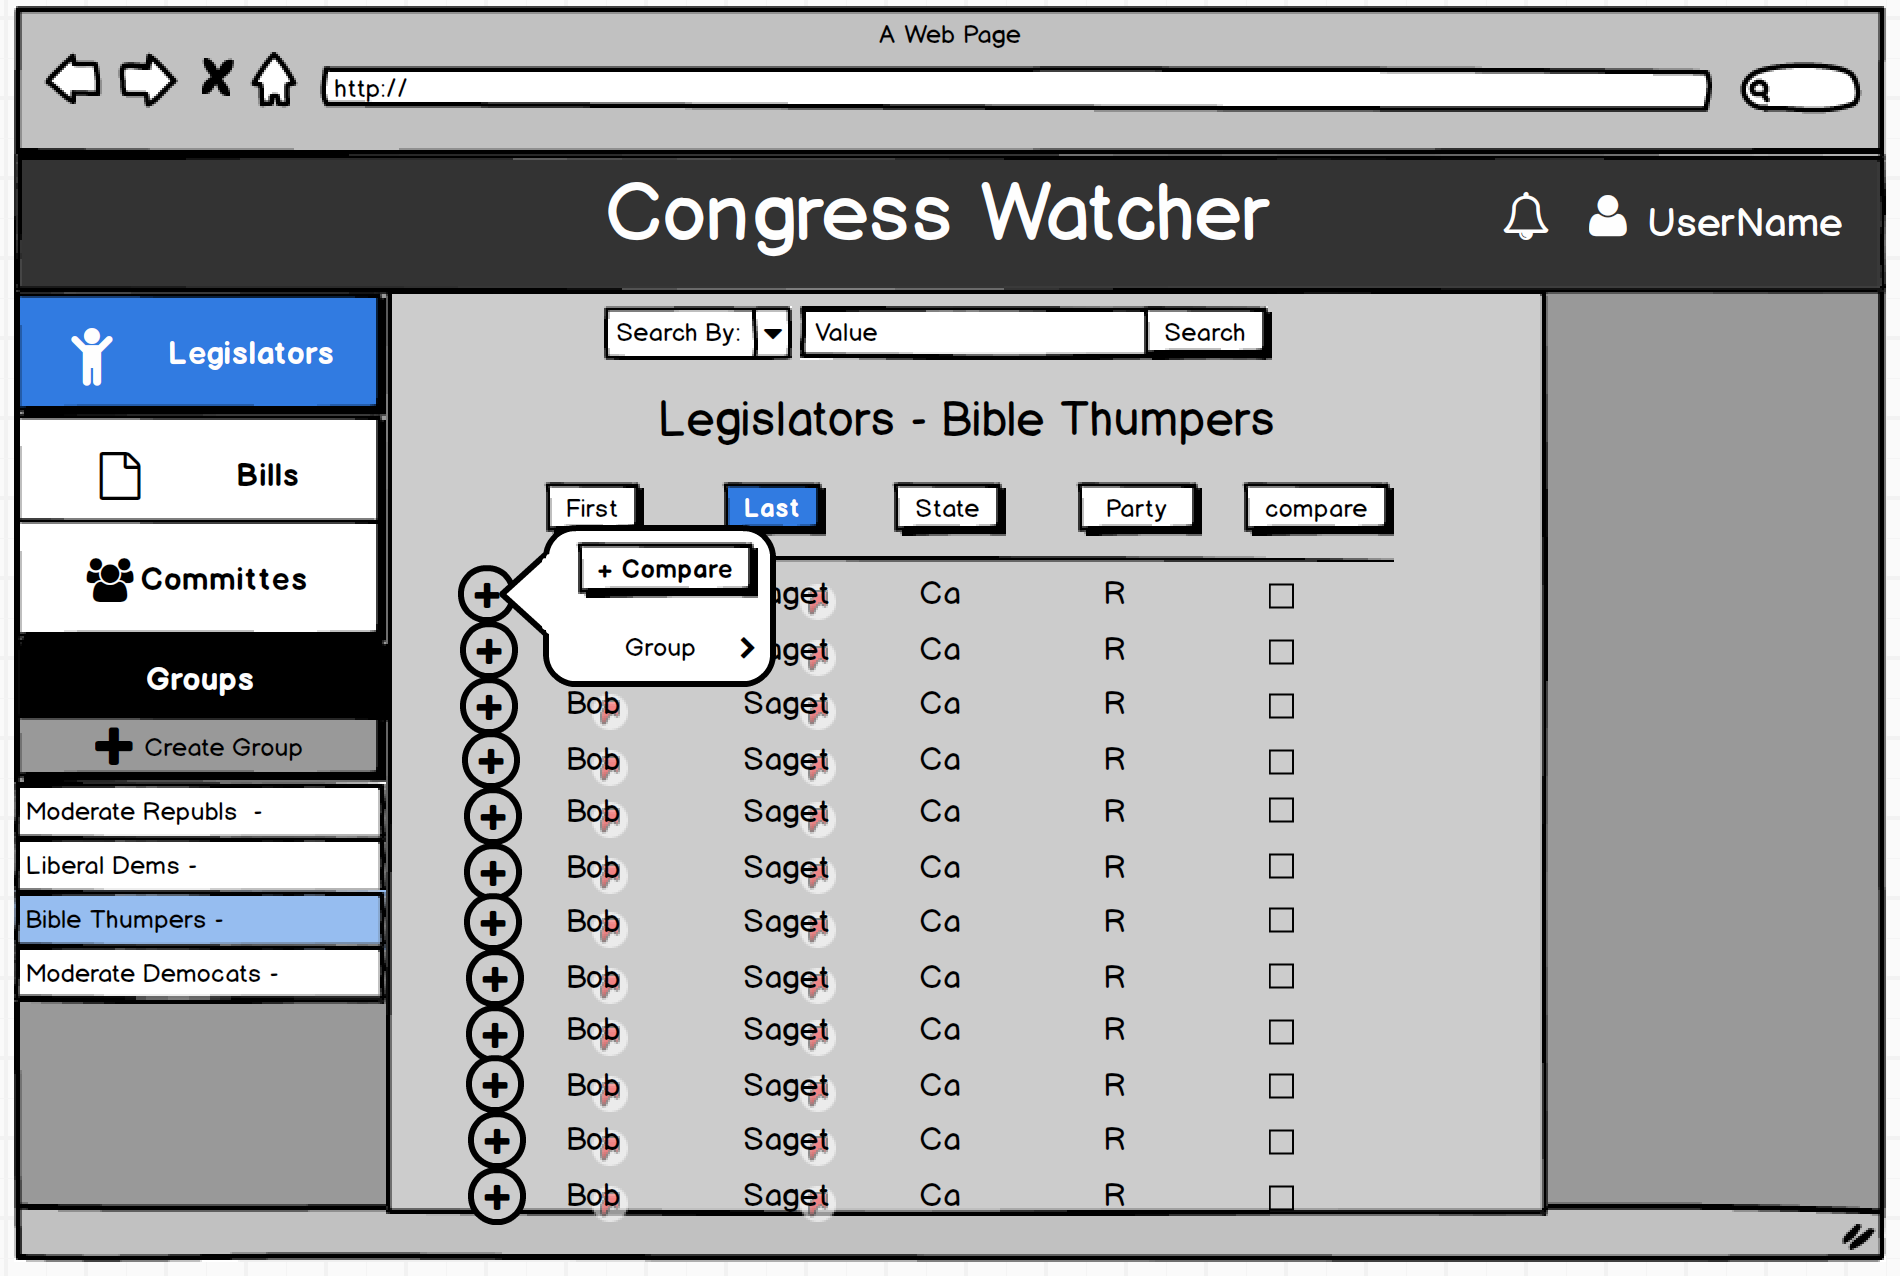 A Web Page
http://
Congress Watcher
UserName
Legislators
Bills
Committes
Groups
Create Group
Moderate Republs -
Liberal Dems -
Bible Thumpers -
Moderate Democats -
Search By:
Value
Search
Legislators - Bible Thumpers
First Last State Party compare
+ Compare
Group
aget Ca R
aget Ca R
Bob Saget Ca R
Bob Saget Ca R
Bob Saget Ca R
Bob Saget Ca R
Bob Saget Ca R
Bob Saget Ca R
Bob Saget Ca R
Bob Saget Ca R
Bob Saget Ca R
Bob Saget Ca R